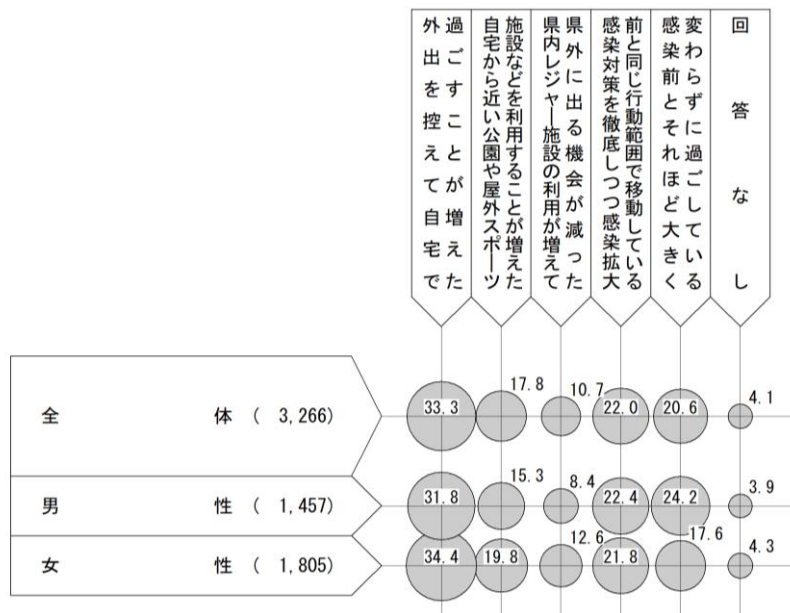 外出を控えて自宅で
過ごすことが増えた
自宅から近い公園や屋外スポーツ
施設などを利用することが増えた
県内レジャー施設の利用が増えて
県外に出る機会が減った
感染対策を徹底しつつ感染拡大
前と同じ行動範囲で移動している
感染前とそれほど大きく
変わらずに過ごしている
回答なし
全体 ( 3,266)
33.3
17.8
10.7
22.0
20.6
4.1
男性 ( 1,457)
31.8
15.3
8.4
22.4
24.2
3.9
女性 ( 1,805)
34.4
19.8
12.6
21.8
17.6
4.3